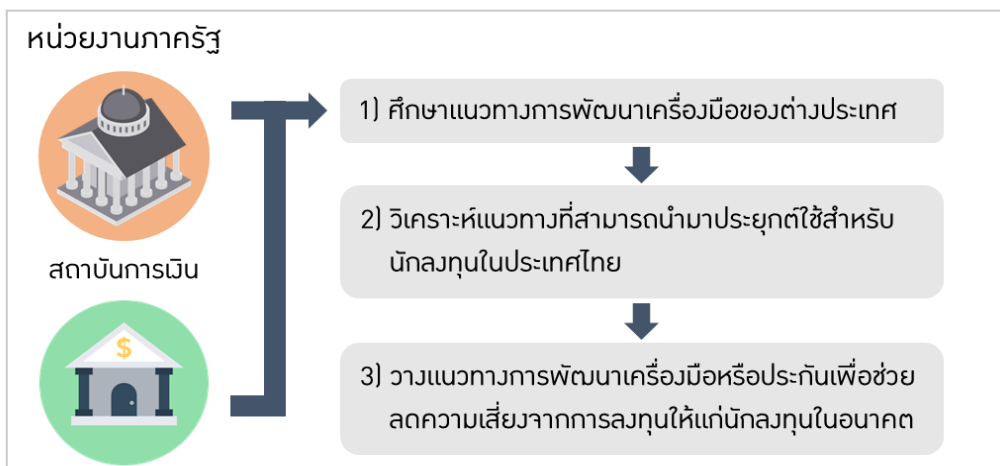 หน่วยงานภาครัฐ
สถาบันการเงิน
$
1) ศึกษาแนวทางการพัฒนาเครื่องมือของต่างประเทศ
2) วิเคราะห์แนวทางที่สามารถนำมาประยุกต์ใช้สำหรับ
นักลงทุนในประเทศไทย
3) วางแนวทางการพัฒนาเครื่องมือหรือประกันเพื่อช่วย
ลดความเสี่ยงจากการลงทุนให้แก่นักลงทุนในอนาคต